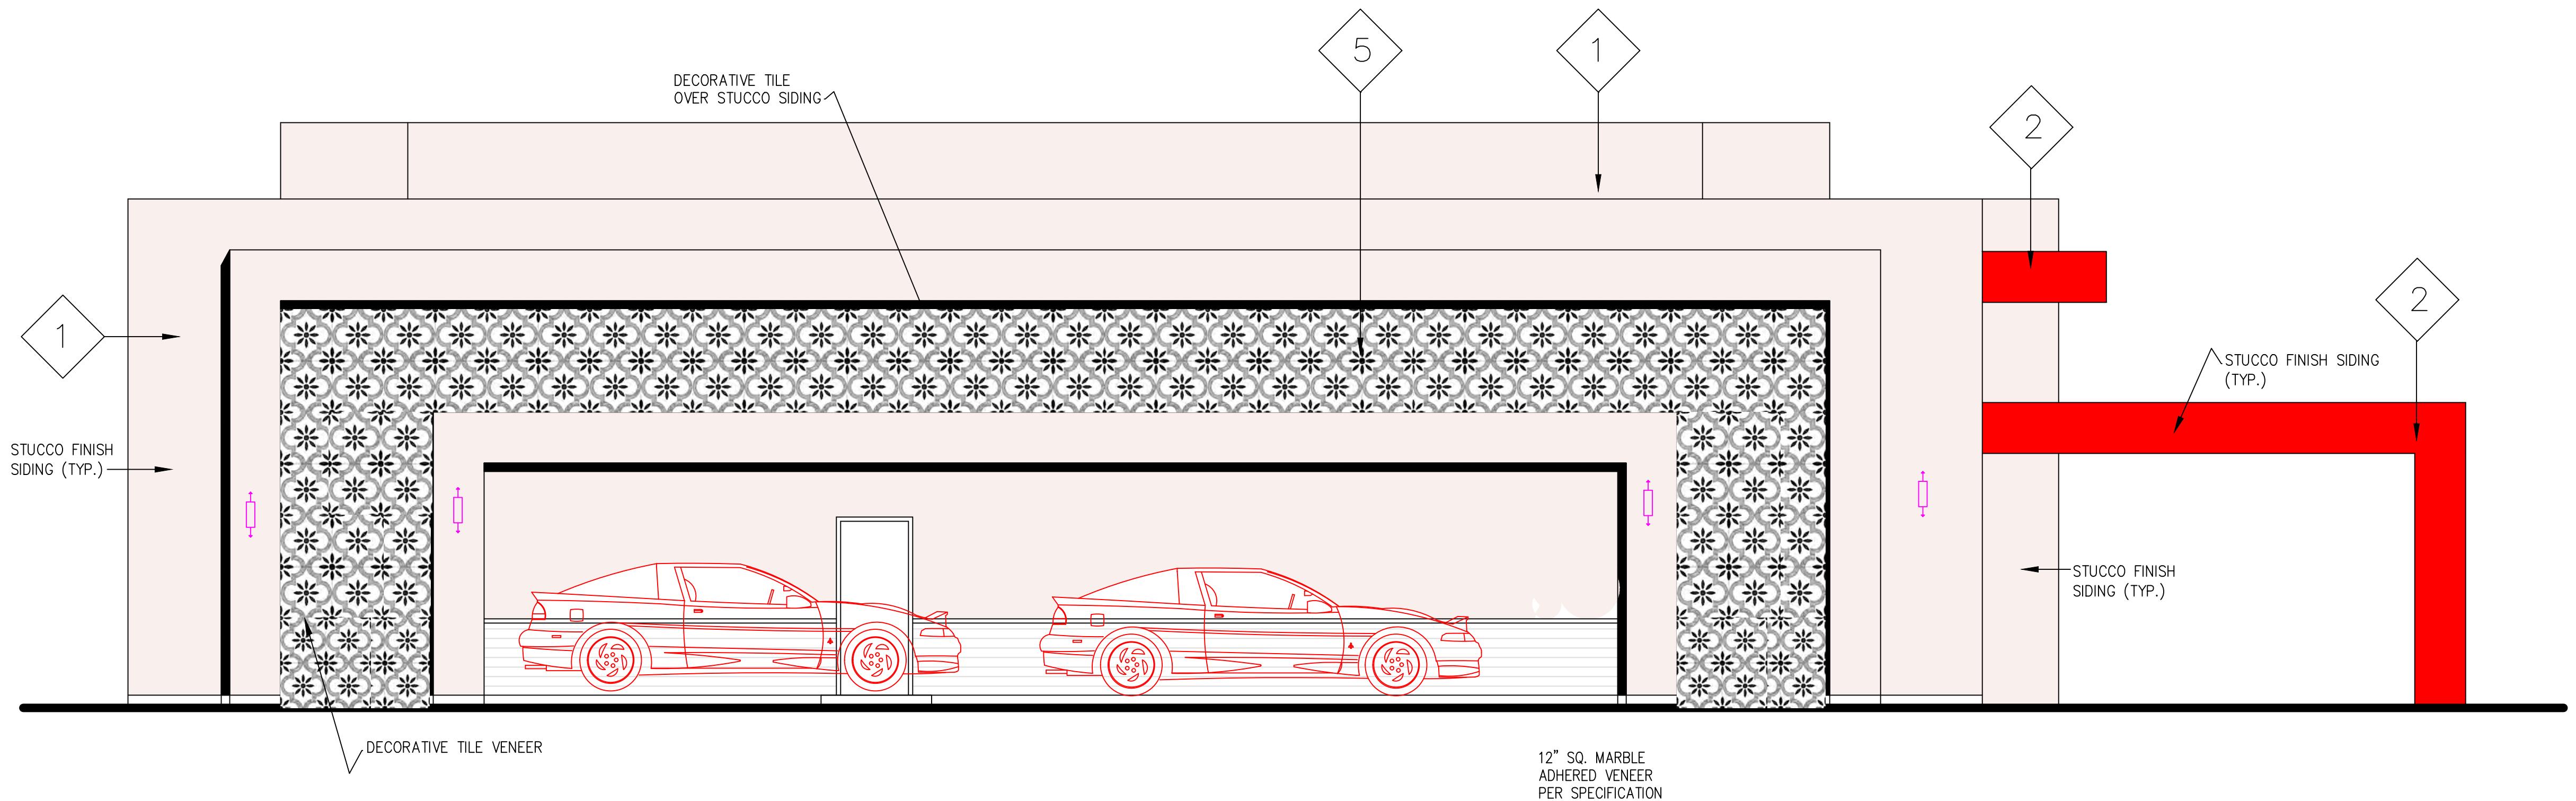 5
1
DECORATIVE TILE
OVER STUCCO SIDING
2
2
1
STUCCO FINISH SIDING
(TYP.)
STUCCO FINISH
SIDING (TYP.)
STUCCO FINISH
SIDING (TYP.)
DECORATIVE TILE VENEER
12" SQ. MARBLE
ADHERED VENEER
PER SPECIFICATION